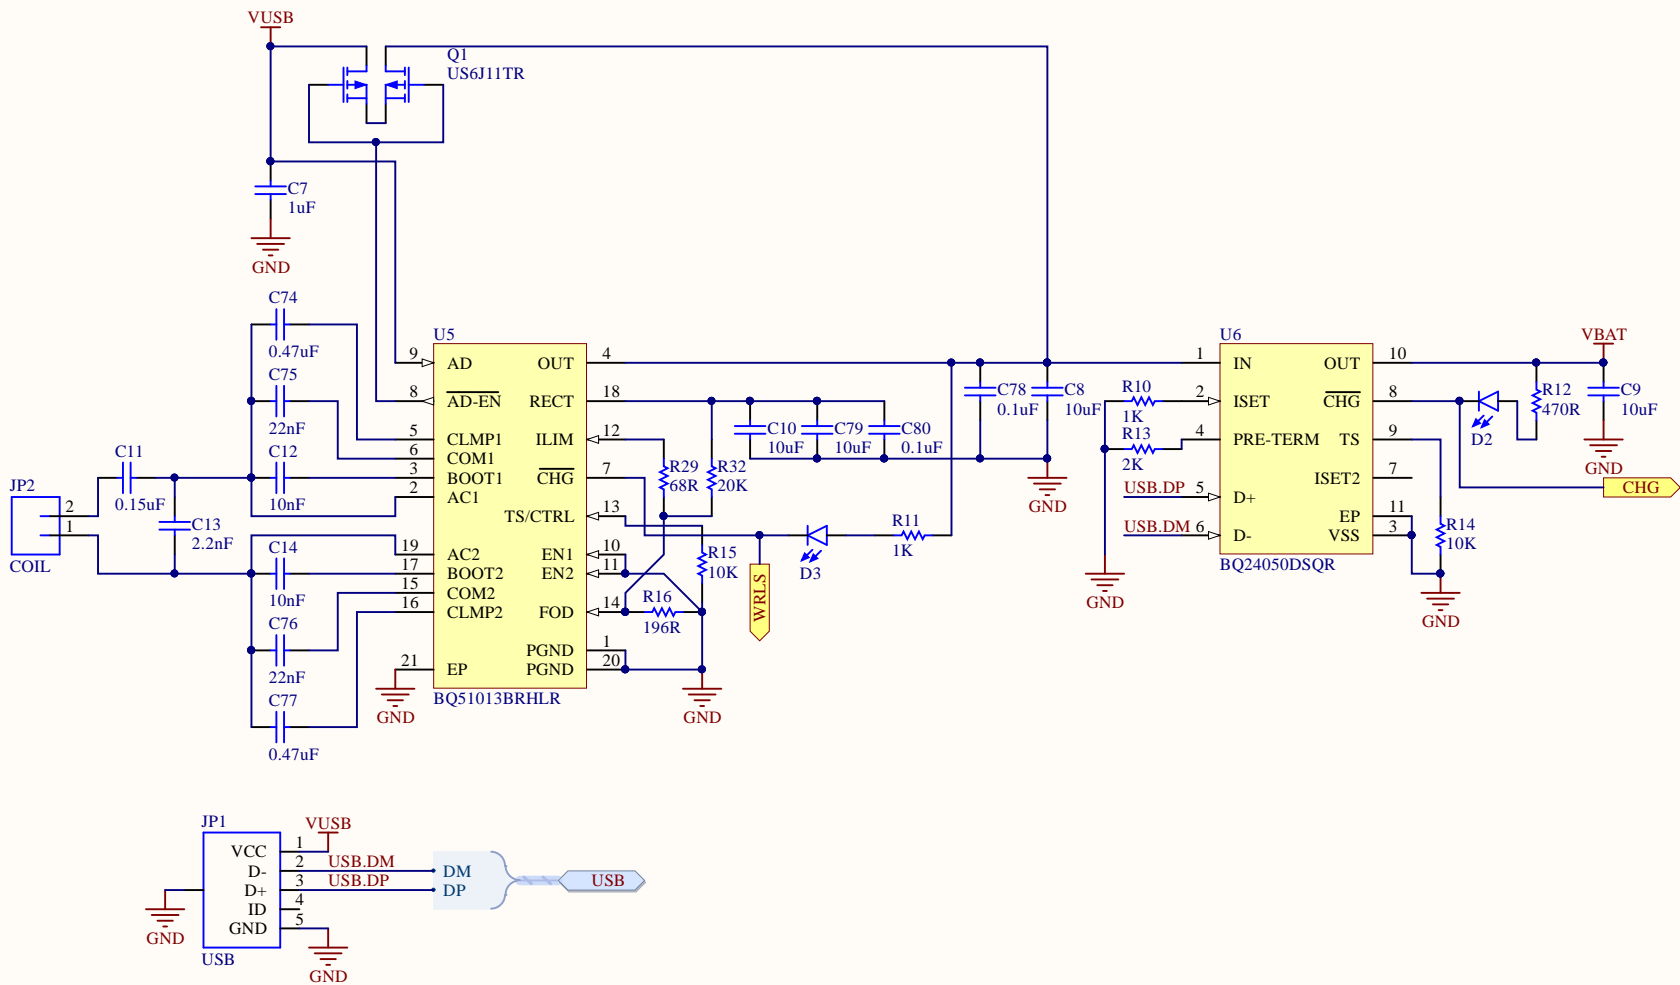 VUSB
Q1
US6J11TR
C7
1uF
GND
C74
0.47uF
C75
22nF
C12
10nF
C11
0.15uF
C13
2.2nF
JP2
2
1
COIL
C14
10nF
C76
22nF
C77
0.47uF
U5
9 AD OUT 4
8 AD-EN RECT 18
5 CLMP1 ILIM 12
6 COM1
3 BOOT1 CHG 7
2 AC1
TS/CTRL 13
19 AC2 EN1 10
17 BOOT2 EN2 11
15 COM2
16 CLMP2 FOD 14
PGND 1
21 EP PGND 20
BQ51013BRHLR
GND
GND
R29
68R
R32
20K
C10
10uF
C79
10uF
C80
0.1uF
C78
0.1uF
C8
10uF
GND
R15
10K
R16
196R
WRLS
D3
R11
1K
R10
1K
R13
2K
GND
USB.DP
USB.DM
U6
1 IN OUT 10
2 ISET CHG 8
4 PRE-TERM TS 9
ISET2 7
5 D+ EP 11
6 D- VSS 3
BQ24050DSQR
VBAT
R12
470R
C9
10uF
D2
GND
CHG
R14
10K
GND
JP1
VUSB
VCC 1
D- 2 USB.DM DM
D+ 3 USB.DP DP
ID 4
GND 5
USB
USB
GND
GND